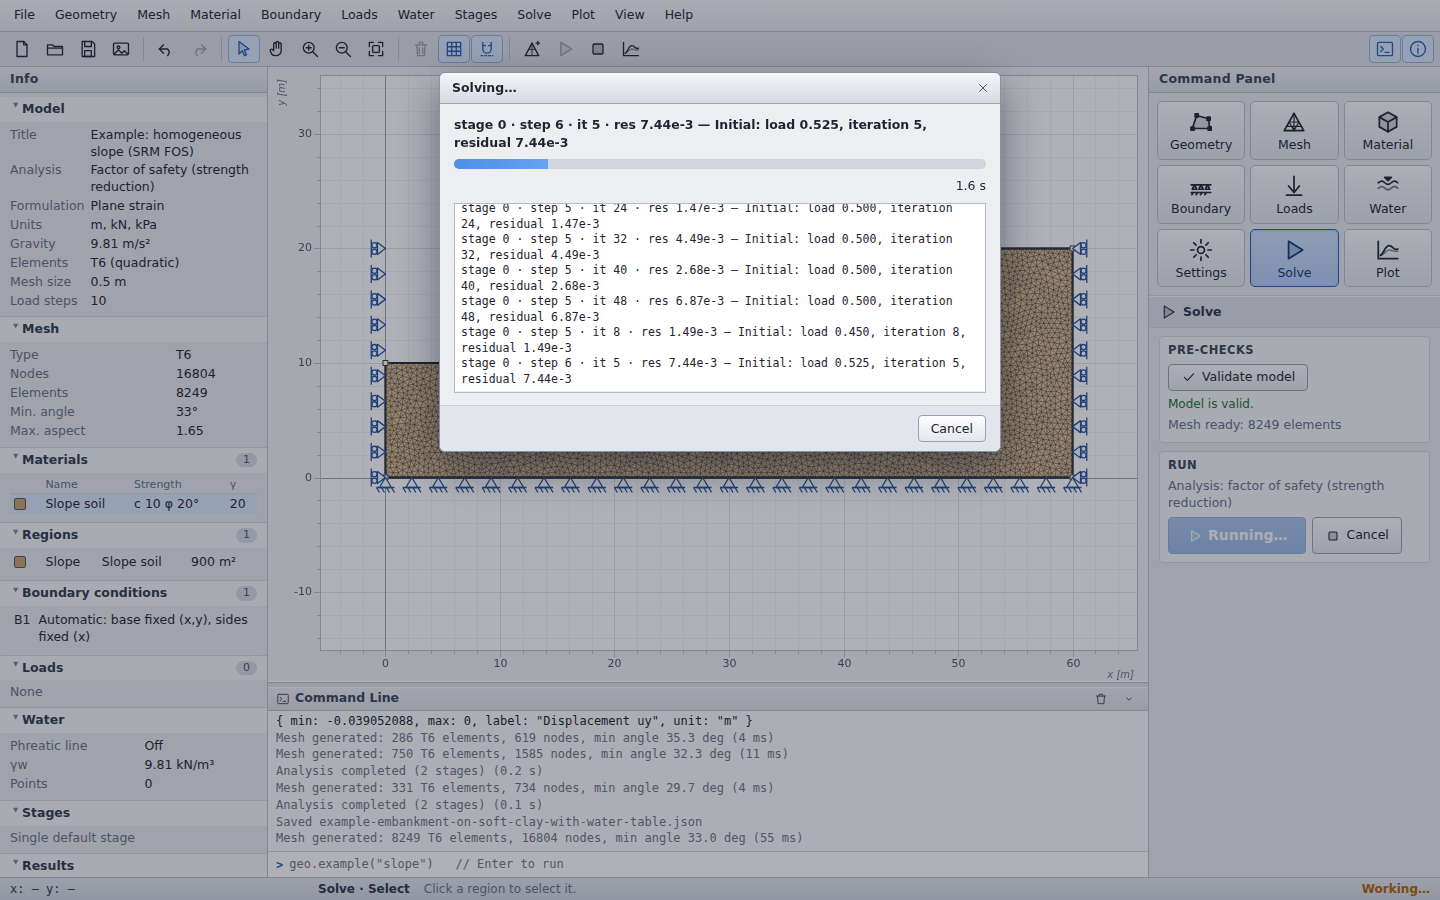 File Geometry Mesh Material Boundary Loads Water Stages Solve Plot View Help
Info
Model
Title Example: homogeneous
slope (SRM FOS)
Analysis Factor of safety (strength
reduction)
Formulation Plane strain
Units m, kN, kPa
Gravity 9.81 m/s²
Elements T6 (quadratic)
Mesh size 0.5 m
Load steps 10
Mesh
Type T6
Nodes 16804
Elements 8249
Min. angle 33°
Max. aspect 1.65
Materials 1
Name Strength γ
Slope soil c 10 φ 20° 20
Regions 1
Slope Slope soil 900 m²
Boundary conditions 1
B1 Automatic: base fixed (x,y), sides
fixed (x)
Loads 0
None
Water
Phreatic line Off
γw 9.81 kN/m³
Points 0
Stages
Single default stage
Results
y [m]
30
20
10
0
-10
0 10 20 30 40 50 60
x [m]
Solving…
stage 0 · step 6 · it 5 · res 7.44e-3 — Initial: load 0.525, iteration 5,
residual 7.44e-3
1.6 s
stage 0 · step 5 · it 24 · res 1.47e-3 — Initial: load 0.500, iteration
24, residual 1.47e-3
stage 0 · step 5 · it 32 · res 4.49e-3 — Initial: load 0.500, iteration
32, residual 4.49e-3
stage 0 · step 5 · it 40 · res 2.68e-3 — Initial: load 0.500, iteration
40, residual 2.68e-3
stage 0 · step 5 · it 48 · res 6.87e-3 — Initial: load 0.500, iteration
48, residual 6.87e-3
stage 0 · step 5 · it 8 · res 1.49e-3 — Initial: load 0.450, iteration 8,
residual 1.49e-3
stage 0 · step 6 · it 5 · res 7.44e-3 — Initial: load 0.525, iteration 5,
residual 7.44e-3
Cancel
Command Line
{ min: -0.039052088, max: 0, label: "Displacement uy", unit: "m" }
Mesh generated: 286 T6 elements, 619 nodes, min angle 35.3 deg (4 ms)
Mesh generated: 750 T6 elements, 1585 nodes, min angle 32.3 deg (11 ms)
Analysis completed (2 stages) (0.2 s)
Mesh generated: 331 T6 elements, 734 nodes, min angle 29.7 deg (4 ms)
Analysis completed (2 stages) (0.1 s)
Saved example-embankment-on-soft-clay-with-water-table.json
Mesh generated: 8249 T6 elements, 16804 nodes, min angle 33.0 deg (55 ms)
> geo.example("slope") // Enter to run
Command Panel
Geometry Mesh Material
Boundary Loads Water
Settings Solve Plot
Solve
PRE-CHECKS
Validate model
Model is valid.
Mesh ready: 8249 elements
RUN
Analysis: factor of safety (strength
reduction)
Running… Cancel
x: — y: — Solve · Select Click a region to select it. Working…